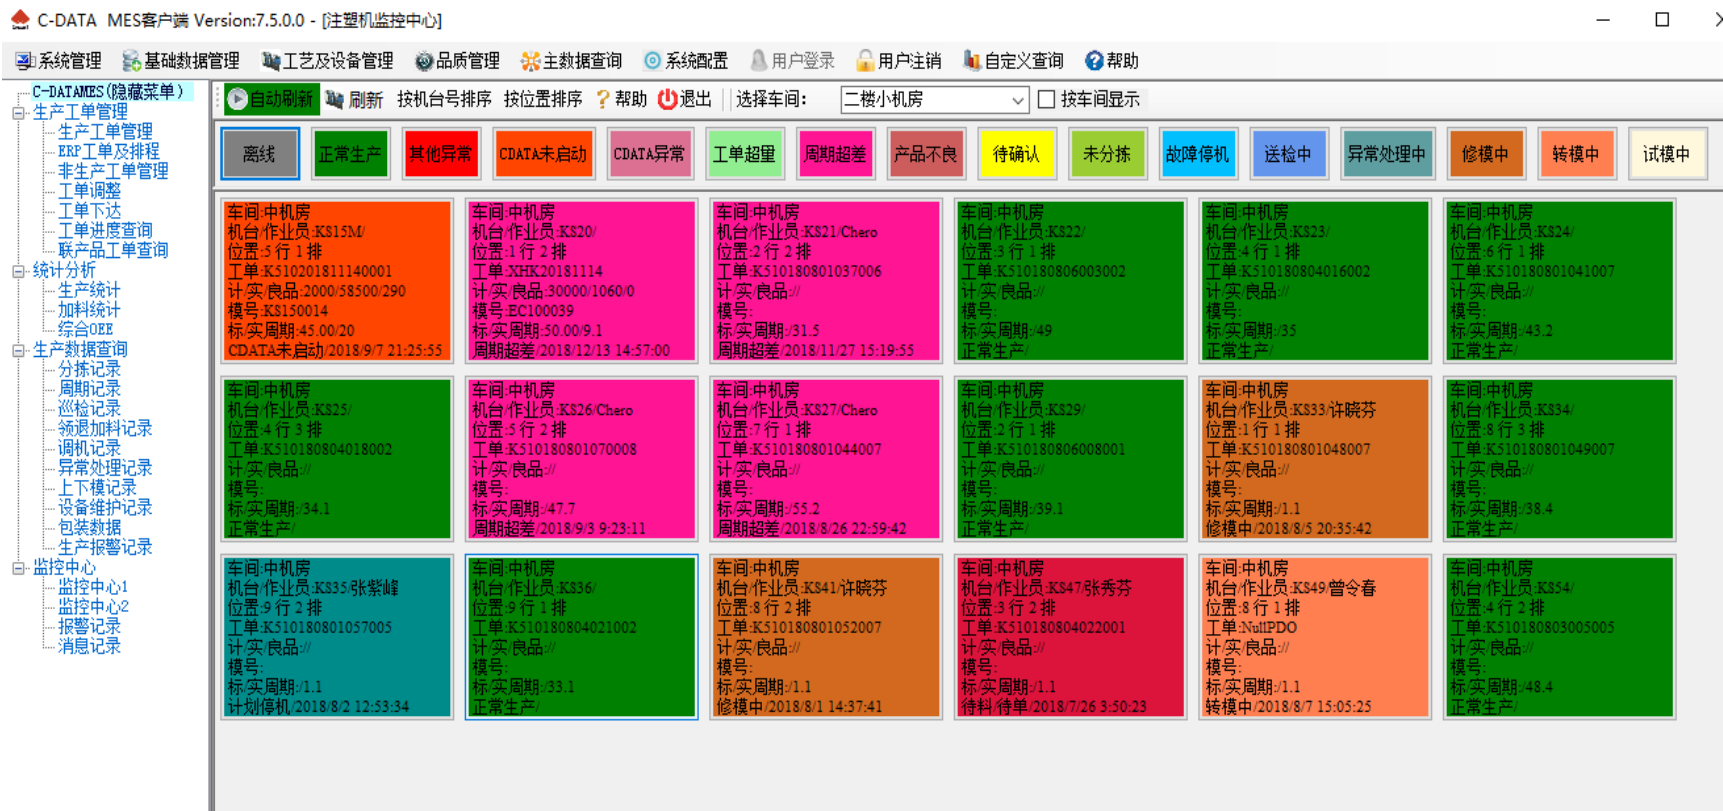 C-DATA MES客户端 Version:7.5.0.0 - [注塑机监控中心]
系统管理 基础数据管理 工艺及设备管理 品质管理 主数据查询 系统配置 用户登录 用户注销 自定义查询 帮助
C-DATAMES(隐藏菜单)
生产工单管理
生产工单管理
ERP工单及排程
非生产工单管理
工单调整
工单下达
工单进度查询
联产品工单查询
统计分析
生产统计
加料统计
综合OEE
生产数据查询
分拣记录
周期记录
巡检记录
领退加料记录
调机记录
异常处理记录
上下模记录
设备维护记录
包装数据
生产报警记录
监控中心
监控中心1
监控中心2
报警记录
消息记录
自动刷新 刷新 按机台号排序 按位置排序 帮助 退出 选择车间: 二楼小机房 按车间显示
离线 正常生产 其他异常 CDATA未启动 CDATA异常 工单超量 周期超差 产品不良 待确认 未分拣 故障停机 送检中 异常处理中 修模中 转模中 试模中
车间:中机房
机台/作业员:K815M/
位置:5 行 1 排
工单:K510201811140001
计/实/良品:2000/58500/290
模号:K8150014
标/实周期:45.00/20
CDATA未启动/2018/9/7 21:25:55
车间:中机房
机台/作业员:K820/
位置:1 行 2 排
工单:XHK20181114
计/实/良品:30000/1060/0
模号:EC100039
标/实周期:50.00/9.1
周期超差/2018/12/13 14:57:00
车间:中机房
机台/作业员:K821/Chero
位置:2 行 2 排
工单:K510180801037006
计/实/良品://
模号:
标/实周期:/31.5
周期超差/2018/11/27 15:19:55
车间:中机房
机台/作业员:K822/
位置:3 行 1 排
工单:K510180806003002
计/实/良品://
模号:
标/实周期:/49
正常生产/
车间:中机房
机台/作业员:K823/
位置:4 行 1 排
工单:K510180804016002
计/实/良品://
模号:
标/实周期:/35
正常生产/
车间:中机房
机台/作业员:K824/
位置:6 行 1 排
工单:K510180801041007
计/实/良品://
模号:
标/实周期:/43.2
正常生产/
车间:中机房
机台/作业员:K825/
位置:4 行 3 排
工单:K510180804018002
计/实/良品://
模号:
标/实周期:/34.1
正常生产/
车间:中机房
机台/作业员:K826/Chero
位置:5 行 2 排
工单:K510180801070008
计/实/良品://
模号:
标/实周期:/47.7
周期超差/2018/9/3 9:23:11
车间:中机房
机台/作业员:K827/Chero
位置:7 行 1 排
工单:K510180801044007
计/实/良品://
模号:
标/实周期:/55.2
周期超差/2018/8/26 22:59:42
车间:中机房
机台/作业员:K829/
位置:2 行 1 排
工单:K510180806008001
计/实/良品://
模号:
标/实周期:/39.1
正常生产/
车间:中机房
机台/作业员:K833/许晓芬
位置:1 行 1 排
工单:K510180801048007
计/实/良品://
模号:
标/实周期:/1.1
修模中/2018/8/5 20:35:42
车间:中机房
机台/作业员:K834/
位置:8 行 3 排
工单:K510180801049007
计/实/良品://
模号:
标/实周期:/38.4
正常生产/
车间:中机房
机台/作业员:K835/张紫峰
位置:9 行 2 排
工单:K510180801057005
计/实/良品://
模号:
标/实周期:/1.1
计划停机/2018/8/2 12:53:34
车间:中机房
机台/作业员:K836/
位置:9 行 1 排
工单:K510180804021002
计/实/良品://
模号:
标/实周期:/33.1
正常生产/
车间:中机房
机台/作业员:K841/许晓芬
位置:8 行 2 排
工单:K510180801052007
计/实/良品://
模号:
标/实周期:/1.1
修模中/2018/8/1 14:37:41
车间:中机房
机台/作业员:K847/张秀芬
位置:3 行 2 排
工单:K510180804022001
计/实/良品://
模号:
标/实周期:/1.1
待料/待单/2018/7/26 3:50:23
车间:中机房
机台/作业员:K849/曾令春
位置:8 行 1 排
工单:NullPDO
计/实/良品://
模号:
标/实周期:/1.1
转模中/2018/8/7 15:05:25
车间:中机房
机台/作业员:K854/
位置:4 行 2 排
工单:K510180803005005
计/实/良品://
模号:
标/实周期:/48.4
正常生产/